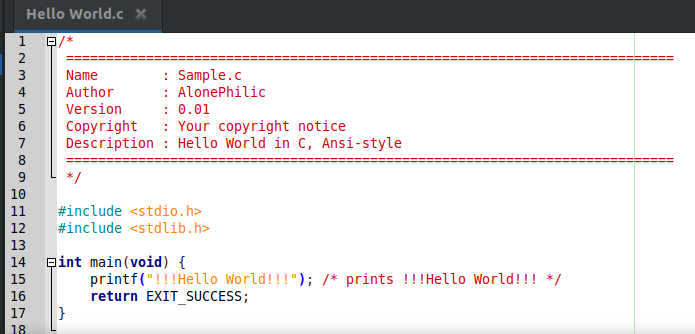 Hello World.c ×
1 /*
2 ============================================================================
3 Name : Sample.c
4 Author : AlonePhilic
5 Version : 0.01
6 Copyright : Your copyright notice
7 Description : Hello World in C, Ansi-style
8 ============================================================================
9 */
10
11 #include <stdio.h>
12 #include <stdlib.h>
13
14 int main(void) {
15 printf("!!!Hello World!!!"); /* prints !!!Hello World!!! */
16 return EXIT_SUCCESS;
17 }
18